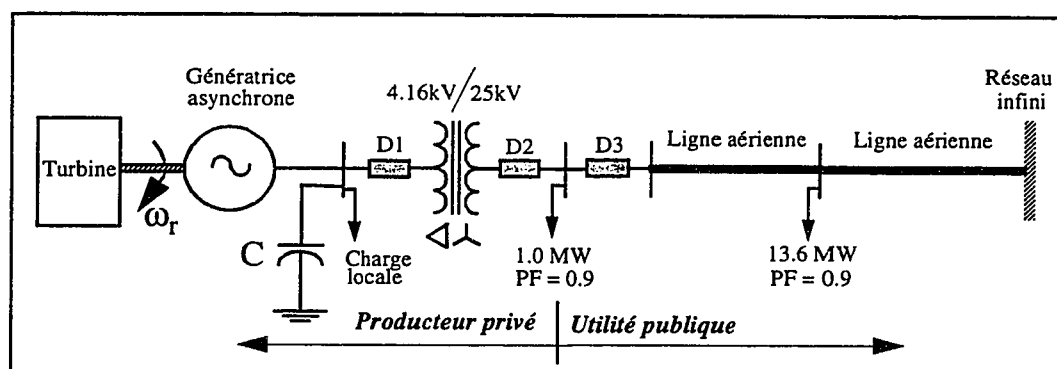 Génératrice
asynchrone
4.16kV/25kV
Réseau
infini
Turbine
D1
D2
D3
Ligne aérienne
Ligne aérienne
ωr
C
Charge
locale
1.0 MW
PF = 0.9
13.6 MW
PF = 0.9
Producteur privé
Utilité publique